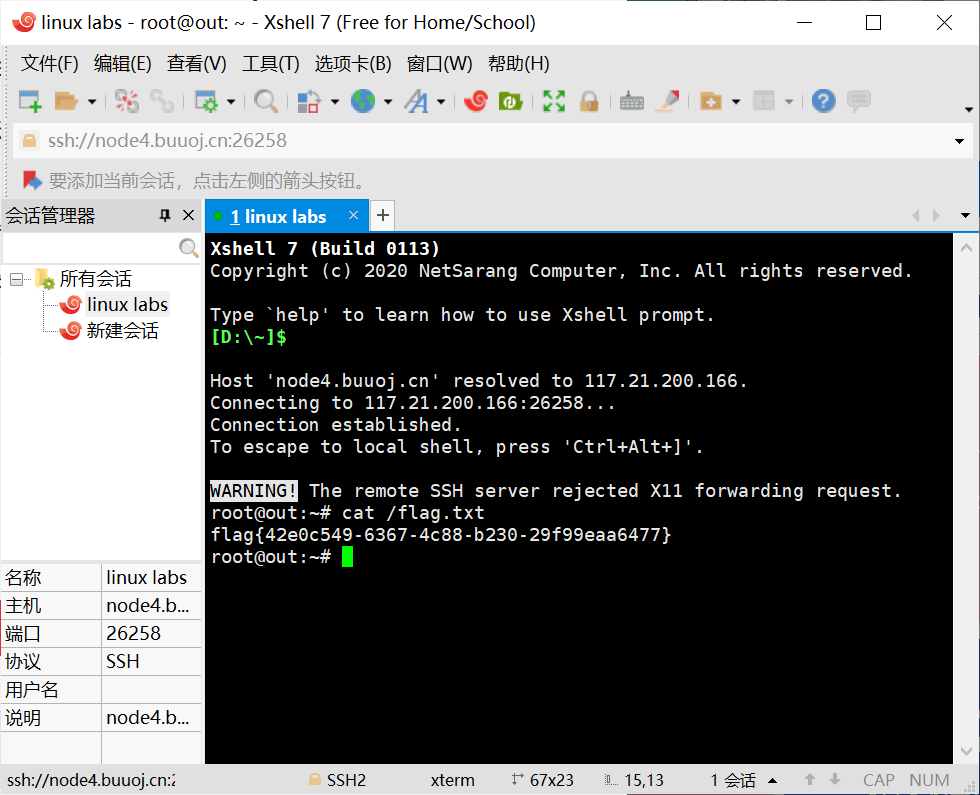 linux labs - root@out: ~ - Xshell 7 (Free for Home/School)
文件(F) 编辑(E) 查看(V) 工具(T) 选项卡(B) 窗口(W) 帮助(H)
ssh://node4.buuoj.cn:26258
要添加当前会话，点击左侧的箭头按钮。
会话管理器
1 linux labs
所有会话
linux labs
新建会话
Xshell 7 (Build 0113)
Copyright (c) 2020 NetSarang Computer, Inc. All rights reserved.
Type `help' to learn how to use Xshell prompt.
[D:\~]$
Host 'node4.buuoj.cn' resolved to 117.21.200.166.
Connecting to 117.21.200.166:26258...
Connection established.
To escape to local shell, press 'Ctrl+Alt+]'.
WARNING! The remote SSH server rejected X11 forwarding request.
root@out:~# cat /flag.txt
flag{42e0c549-6367-4c88-b230-29f99eaa6477}
root@out:~#
名称 linux labs
主机 node4.b...
端口 26258
协议 SSH
用户名
说明 node4.b...
ssh://node4.buuoj.cn:2 SSH2 xterm 67x23 15,13 1 会话 CAP NUM